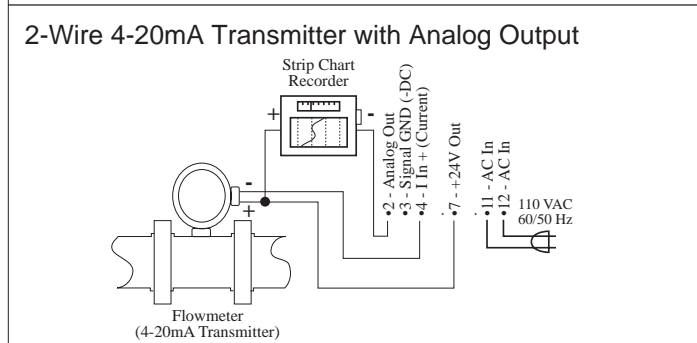 2-Wire 4-20mA Transmitter with Analog Output
Strip Chart
Recorder
+
-
2 - Analog Out
3 - Signal GND (-DC)
4 - I In + (Current)
7 - +24V Out
11 - AC In
12 - AC In
110 VAC
60/50 Hz
-
+
Flowmeter
(4-20mA Transmitter)